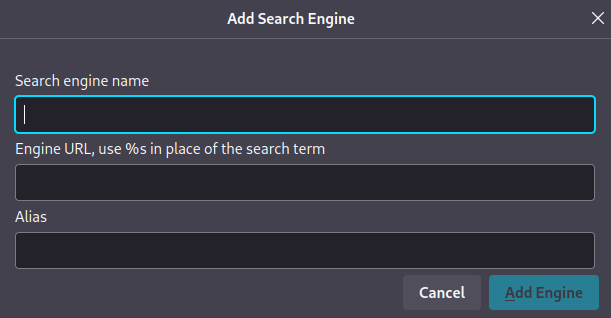 Add Search Engine
Search engine name
Engine URL, use %s in place of the search term
Alias
Cancel
Add Engine